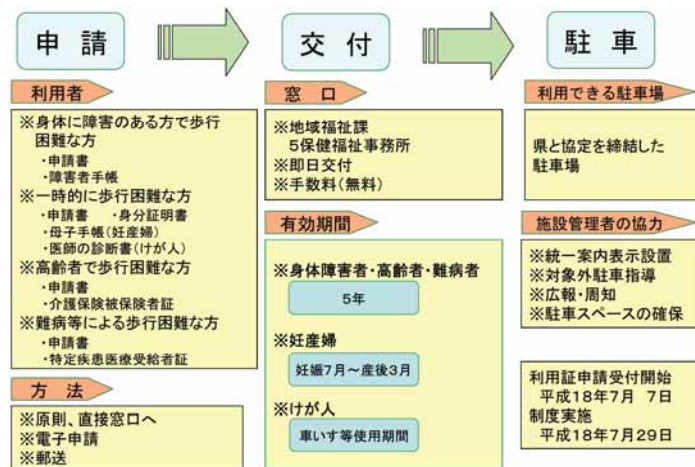 申 請
交 付
駐 車
利用者
※身体に障害のある方で歩行
困難な方
・申請書
・障害者手帳
※一時的に歩行困難な方
・申請書 ・身分証明書
・母子手帳(妊産婦)
・医師の診断書(けが人)
※高齢者で歩行困難な方
・申請書
・介護保険被保険者証
※難病等による歩行困難な方
・申請書
・特定疾患医療受給者証
方 法
※原則、直接窓口へ
※電子申請
※郵送
窓 口
※地域福祉課
5保健福祉事務所
※即日交付
※手数料(無料)
有効期間
※身体障害者・高齢者・難病者
5年
※妊産婦
妊娠7月～産後3月
※けが人
車いす等使用期間
利用できる駐車場
県と協定を締結した
駐車場
施設管理者の協力
※統一案内表示設置
※対象外駐車指導
※広報・周知
※駐車スペースの確保
利用証申請受付開始
平成18年7月 7日
制度実施
平成18年7月29日